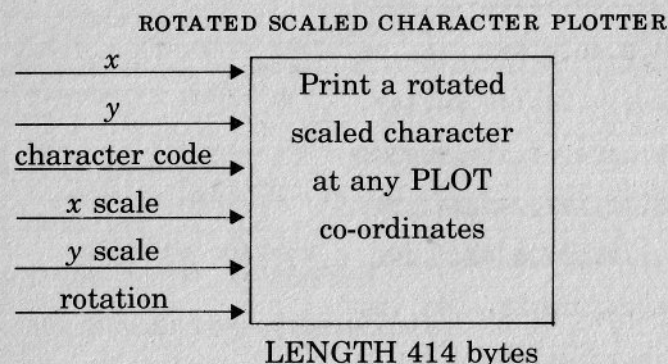 ROTATED SCALED CHARACTER PLOTTER
x
y
character code
x scale
y scale
rotation
Print a rotated
scaled character
at any PLOT
co-ordinates
LENGTH 414 bytes